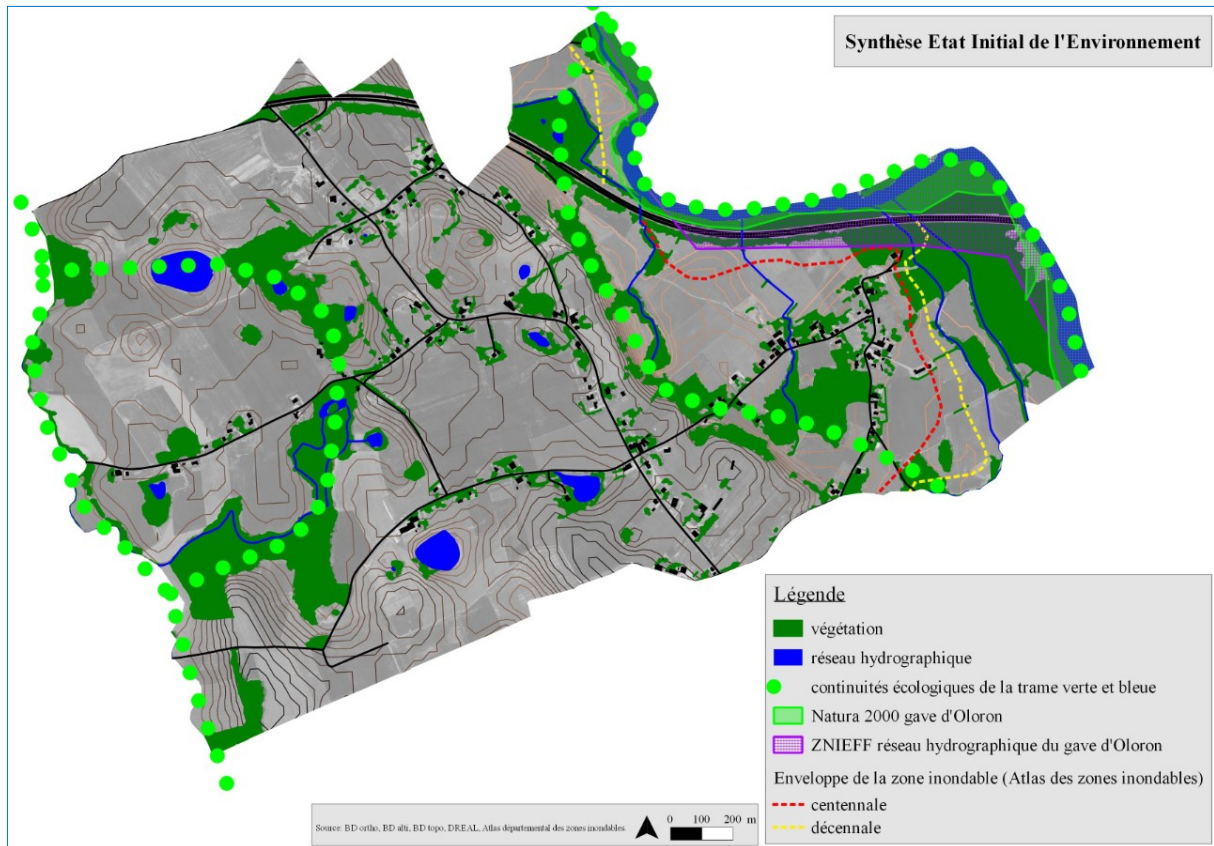 Synthèse Etat Initial de l'Environnement
Légende
végétation
réseau hydrographique
continuités écologiques de la trame verte et bleue
Natura 2000 gave d'Oloron
ZNIEFF réseau hydrographique du gave d'Oloron
Enveloppe de la zone inondable (Atlas des zones inondables)
centennale
décennale
Source: BD ortho, BD alti, BD topo, DREAL, Atlas départemental des zones inondables.
0 100 200 m